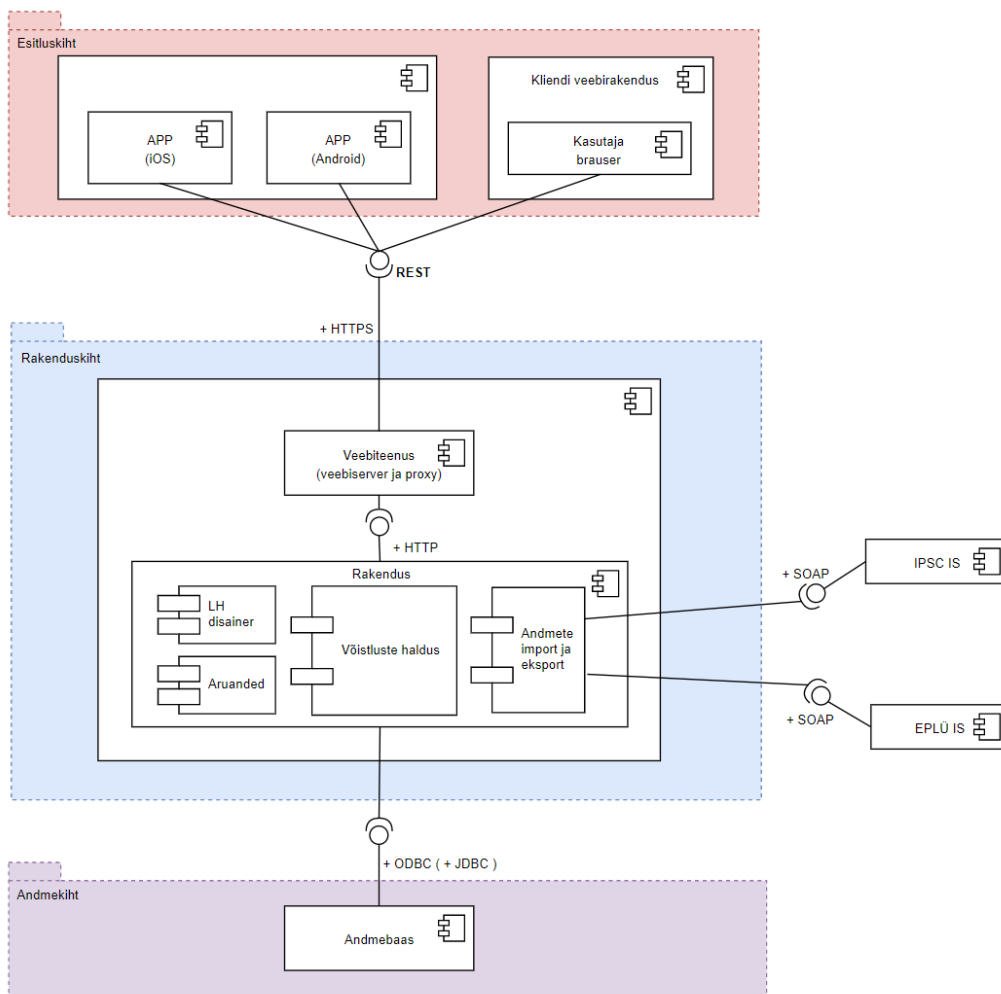 Esitluskiht
Kliendi veebirakendus
APP
(iOS)
APP
(Android)
Kasutaja
brauser
REST
+ HTTPS
Rakenduskiht
Veebiteenus
(veebiserver ja proxy)
+ HTTP
Rakendus
LH
disainer
Aruanded
Võistluste haldus
Andmete
import ja
eksport
+ SOAP
IPSC IS
+ SOAP
EPLÜ IS
+ ODBC ( + JDBC )
Andmekiht
Andmebaas